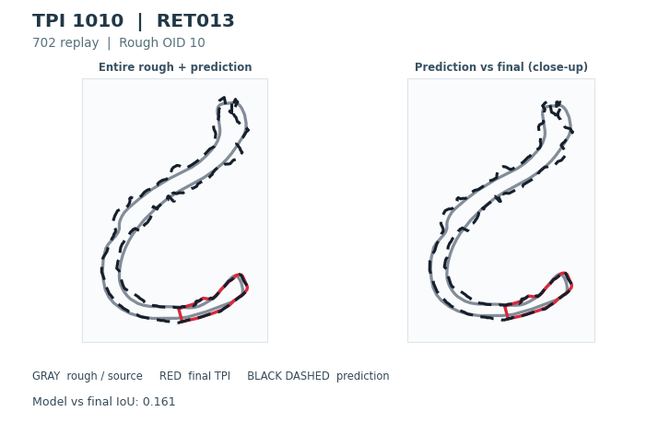 TPI 1010 | RET013
702 replay | Rough OID 10
Entire rough + prediction
Prediction vs final (close-up)
GRAY rough / source RED final TPI BLACK DASHED prediction
Model vs final IoU: 0.161